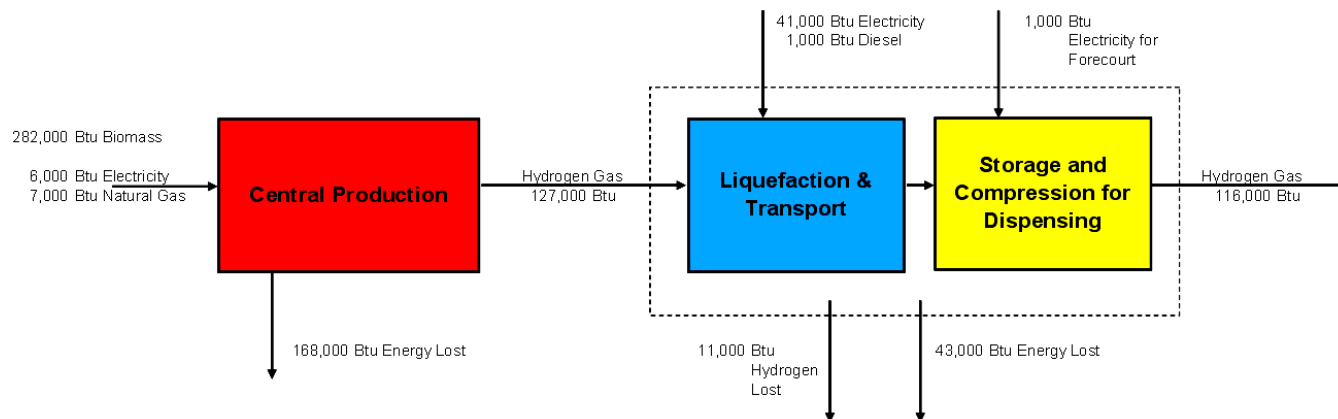 41,000 Btu Electricity
1,000 Btu Diesel
1,000 Btu
Electricity for
Forecourt
282,000 Btu Biomass
6,000 Btu Electricity
7,000 Btu Natural Gas
Central Production
Hydrogen Gas
127,000 Btu
Liquefaction &
Transport
Storage and
Compression for
Dispensing
Hydrogen Gas
116,000 Btu
168,000 Btu Energy Lost
11,000 Btu
Hydrogen
Lost
43,000 Btu Energy Lost